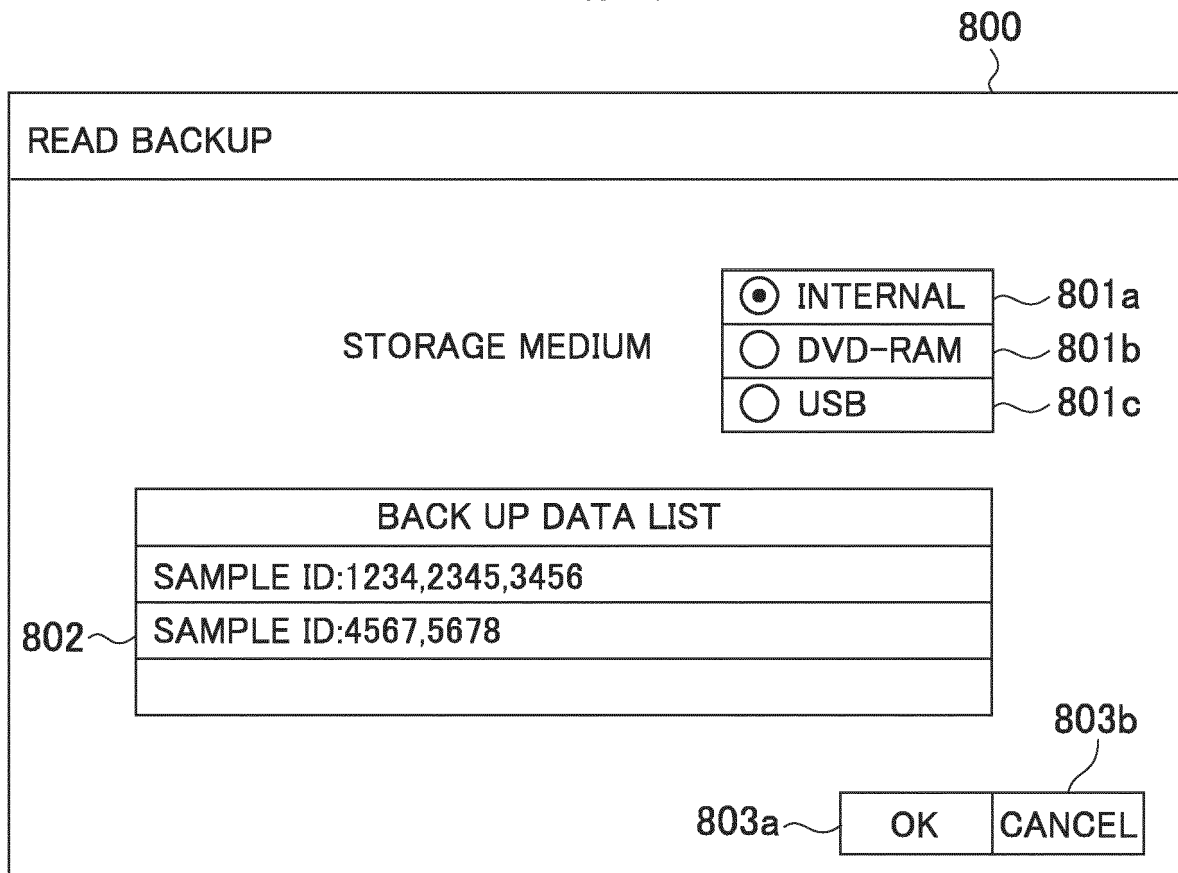 800
READ BACKUP
INTERNAL 801a
STORAGE MEDIUM DVD-RAM 801b
USB 801c
BACK UP DATA LIST
SAMPLE ID:1234,2345,3456
802 SAMPLE ID:4567,5678
803b
803a OK CANCEL